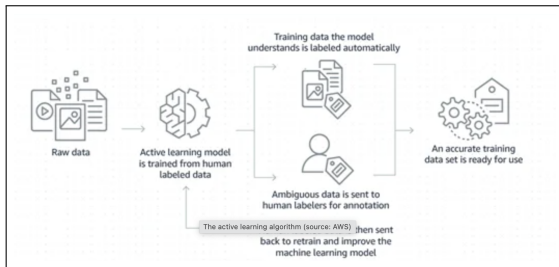 Training data the model
understands is labeled automatically
Raw data
Active learning model
is trained from human
labeled data
An accurate training
data set is ready for use
Ambiguous data is sent to
human labelers for annotation
The active learning algorithm (source: AWS)
then sent
back to retrain and improve the
machine learning model